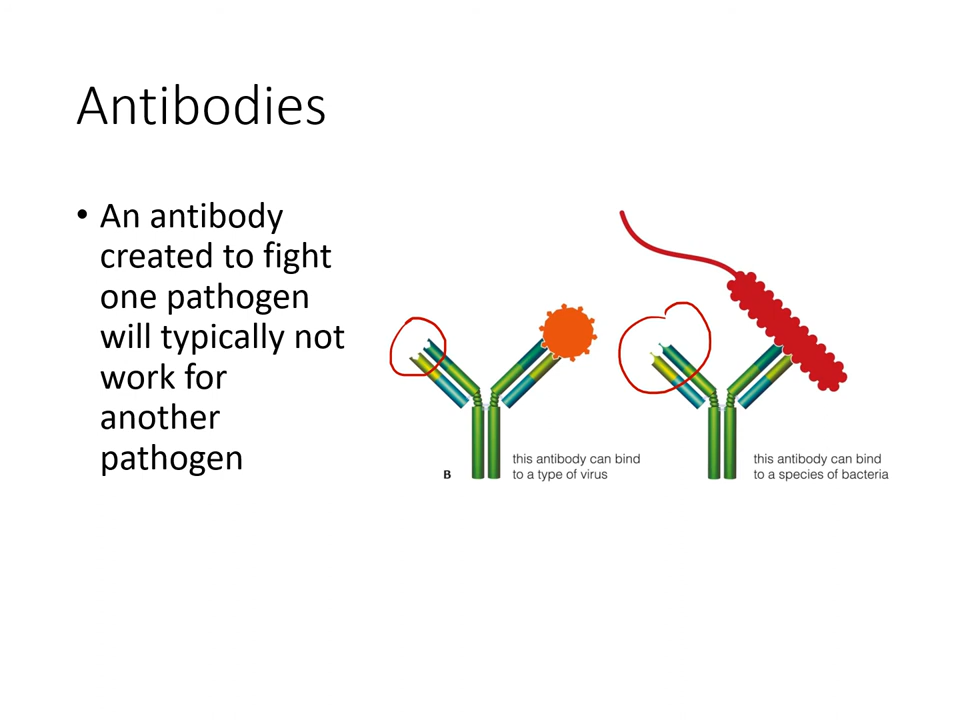 Antibodies
• An antibody
created to fight
one pathogen
will typically not
work for
another
pathogen
B
this antibody can bind
to a type of virus
this antibody can bind
to a species of bacteria